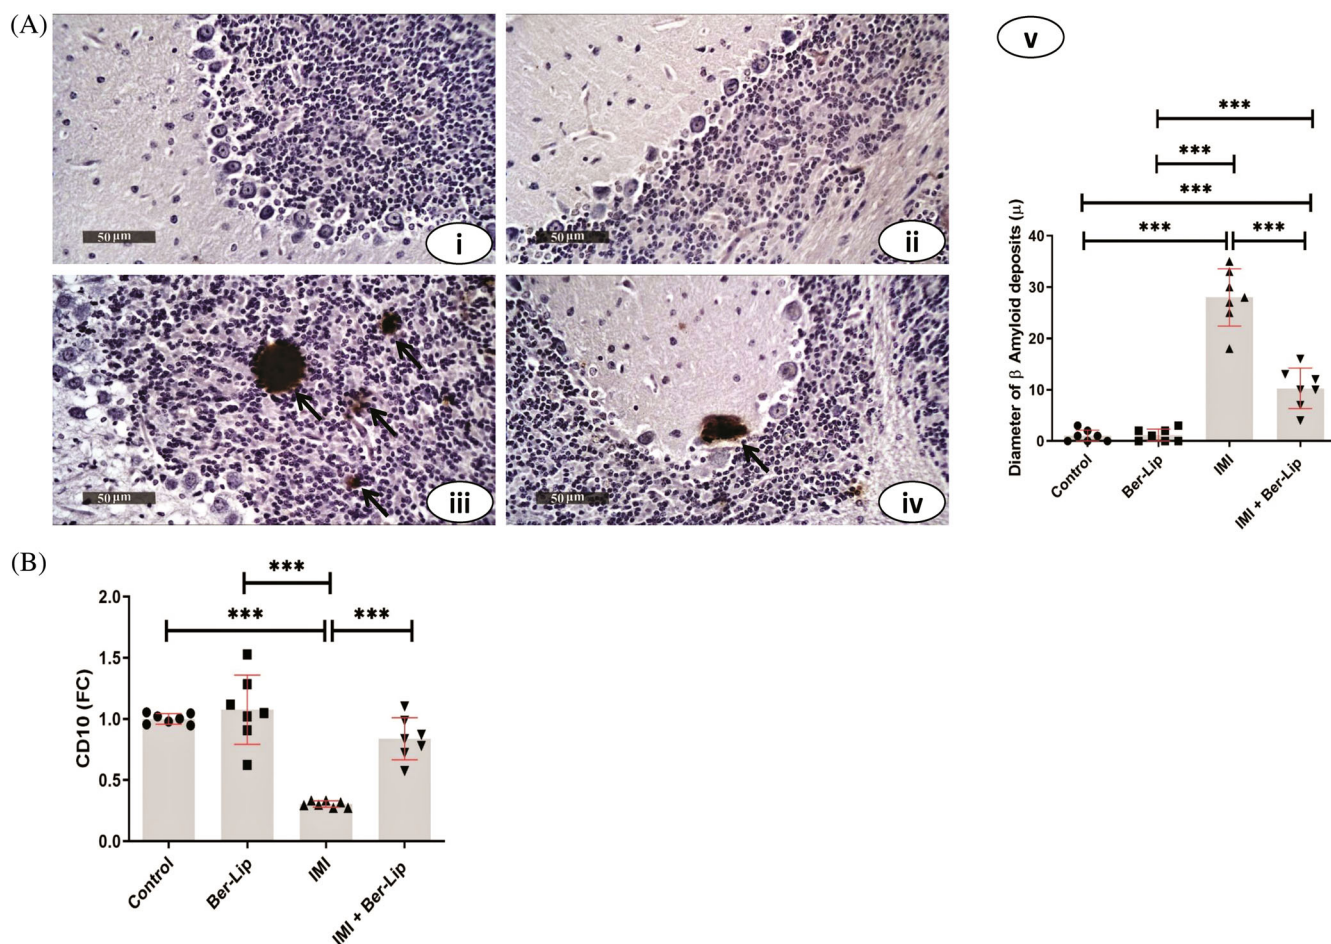 (A)
50 μm
i
50 μm
ii
50 μm
iii
50 μm
iv
v
***
***
***
***
***
Diameter of β Amyloid deposits (μ)
40
30
20
10
0
Control
Ber-Lip
IMI
IMI + Ber-Lip
(B)
***
***
***
CD10 (FC)
2.0
1.5
1.0
0.5
0.0
Control
Ber-Lip
IMI
IMI + Ber-Lip